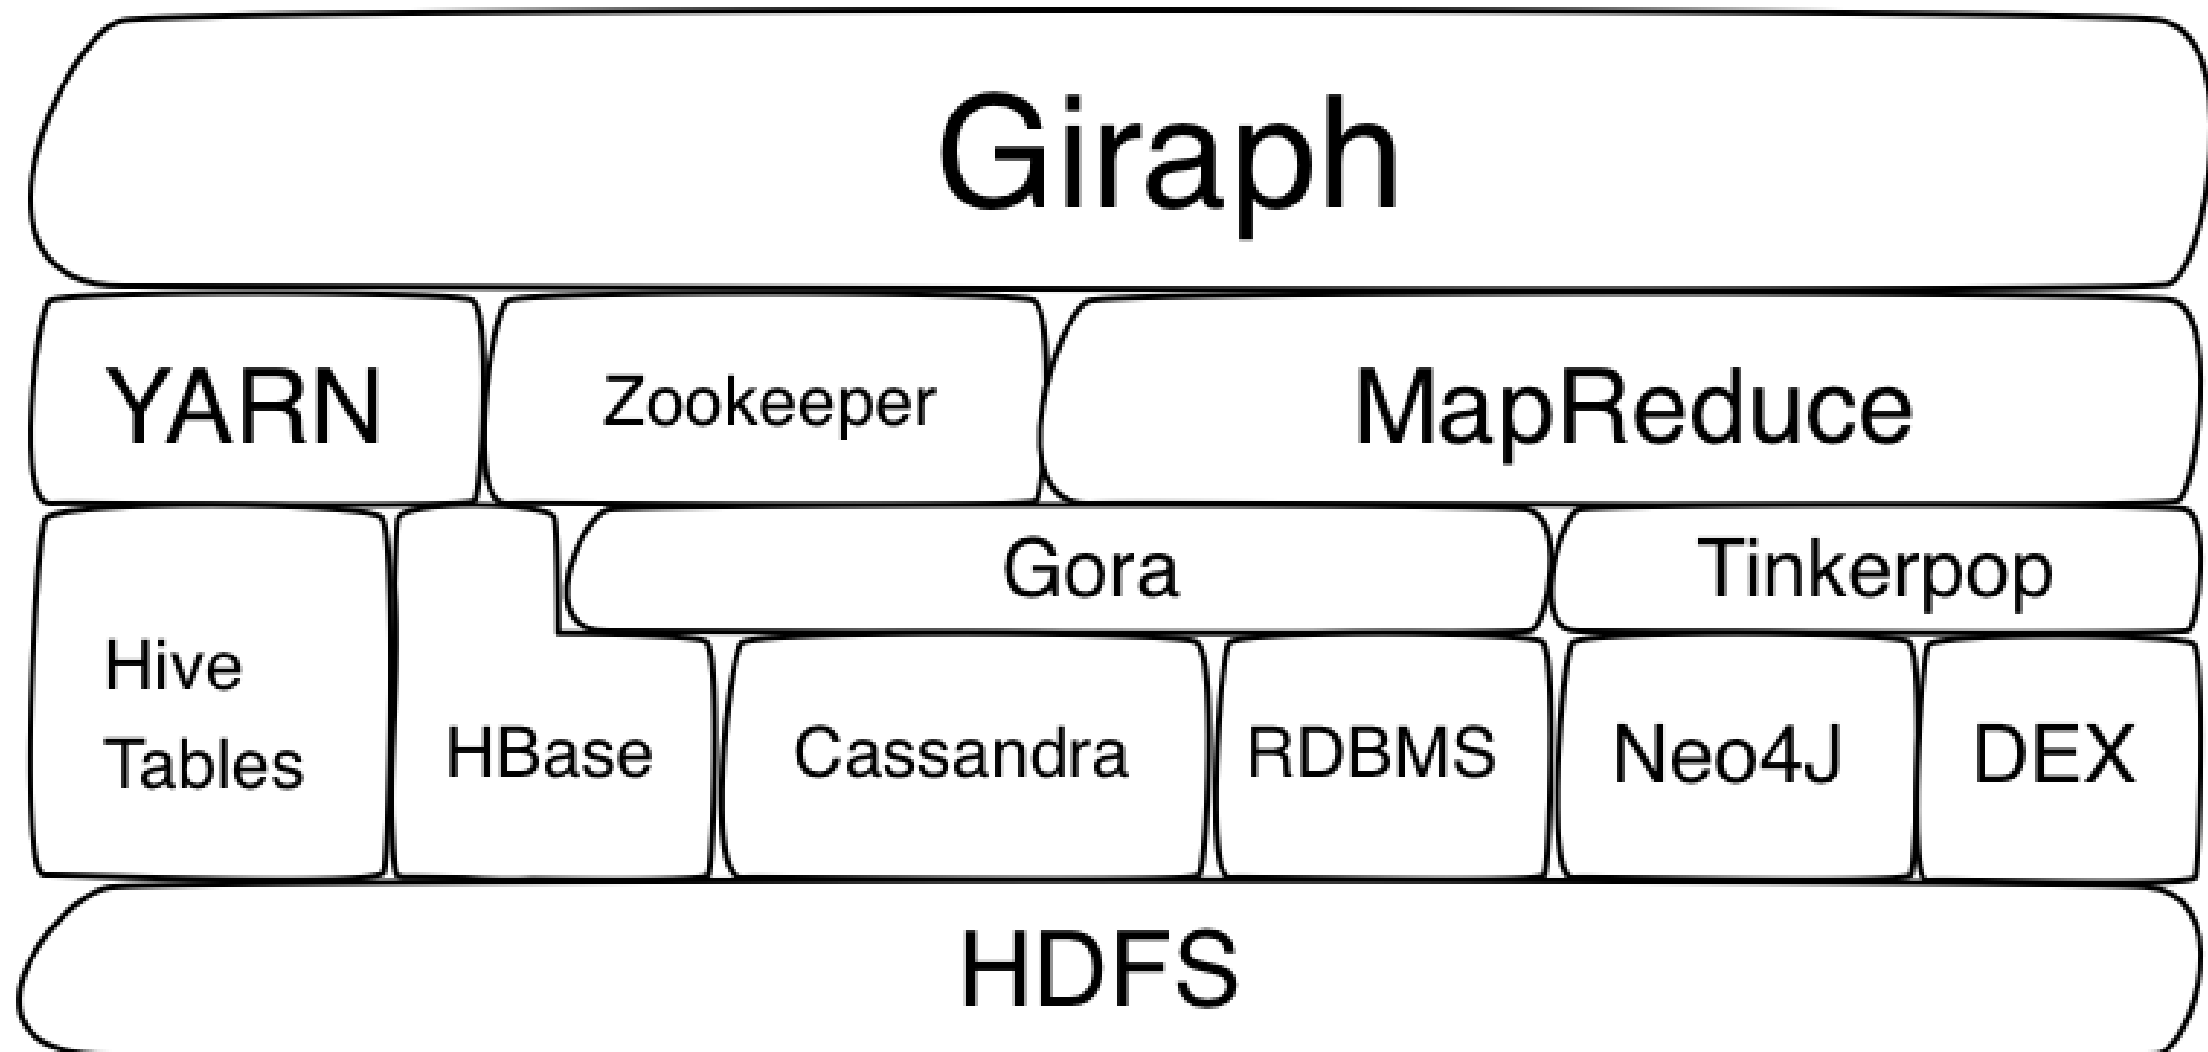 Giraph
YARN
Zookeeper
MapReduce
Gora
Tinkerpop
Hive
Tables
HBase
Cassandra
RDBMS
Neo4J
DEX
HDFS